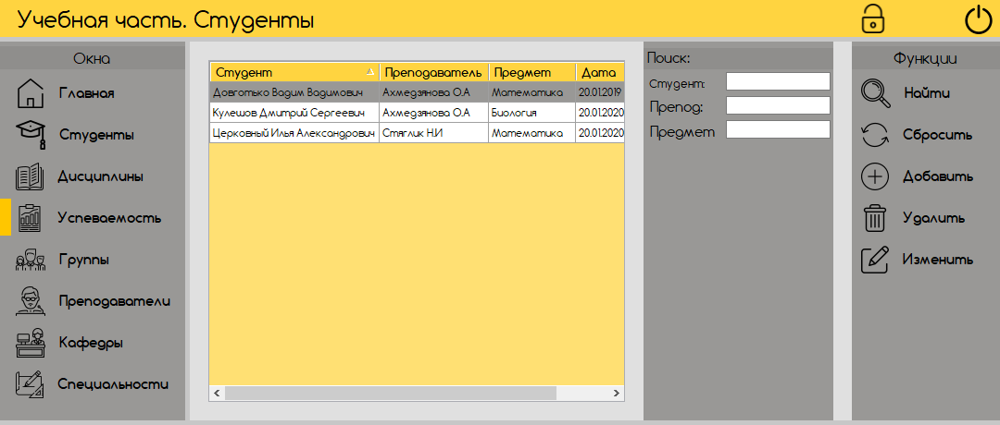 Учебная часть. Студенты
Окна
Главная
Студенты
Дисциплины
Успеваемость
Группы
Преподаватели
Кафедры
Специальности
Студент Преподаватель Предмет Дата
Довготько Вадим Вадимович Ахмедзянова О.А Математика 20.01.2019
Кулешов Дмитрий Сергеевич Ахмедзянова О.А Биология 20.01.2020
Церковный Илья Александрович Стяглик Н.И Математика 20.01.2020
Поиск:
Студент:
Препод:
Предмет
Функции
Найти
Сбросить
Добавить
Удалить
Изменить